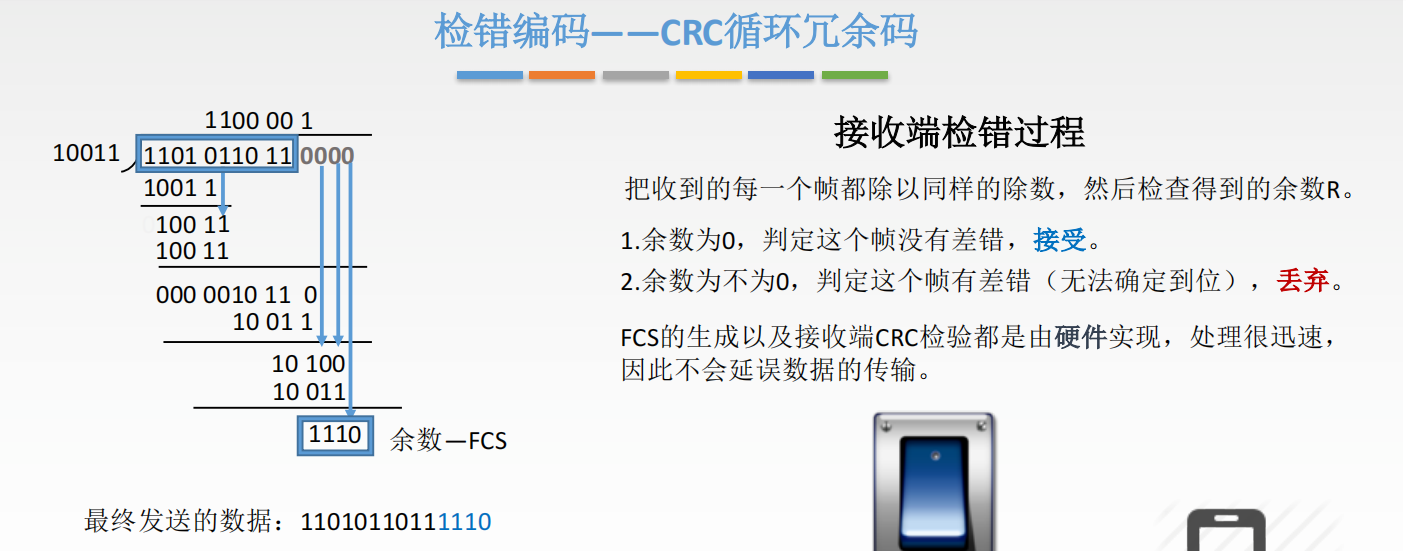 检错编码——CRC循环冗余码
1100 00 1
10011
1101 0110 11 0000
1001 1
0100 11
100 11
000 0010 11 0
10 01 1
10 100
10 011
1110 余数—FCS
最终发送的数据：11010110111110
接收端检错过程
把收到的每一个帧都除以同样的除数，然后检查得到的余数R。
1.余数为0，判定这个帧没有差错，接受。
2.余数为不为0，判定这个帧有差错（无法确定到位），丢弃。
FCS的生成以及接收端CRC检验都是由硬件实现，处理很迅速，
因此不会延误数据的传输。